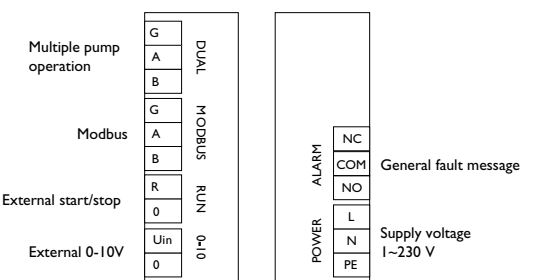 Multiple pump
operation
G
A
B
DUAL
Modbus
G
A
B
MODBUS
External start/stop
R
0
RUN
External 0-10V
Uin
0
0-10
ALARM
NC
COM
NO
General fault message
POWER
L
N
PE
Supply voltage
1~230 V